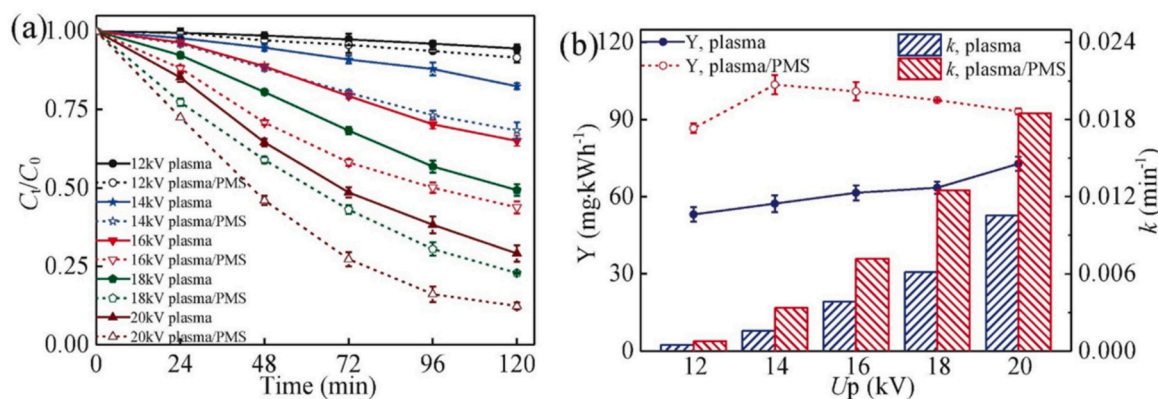 (a)
1.00
0.75
0.50
0.25
0.00
C_t/C_0
12kV plasma
12kV plasma/PMS
14kV plasma
14kV plasma/PMS
16kV plasma
16kV plasma/PMS
18kV plasma
18kV plasma/PMS
20kV plasma
20kV plasma/PMS
0 24 48 72 96 120
Time (min)
(b)
120
90
60
30
0
Y (mg·kWh⁻¹)
Y, plasma
Y, plasma/PMS
k, plasma
k, plasma/PMS
0.024
0.018
0.012
0.006
0.000
k (min⁻¹)
12 14 16 18 20
Up (kV)